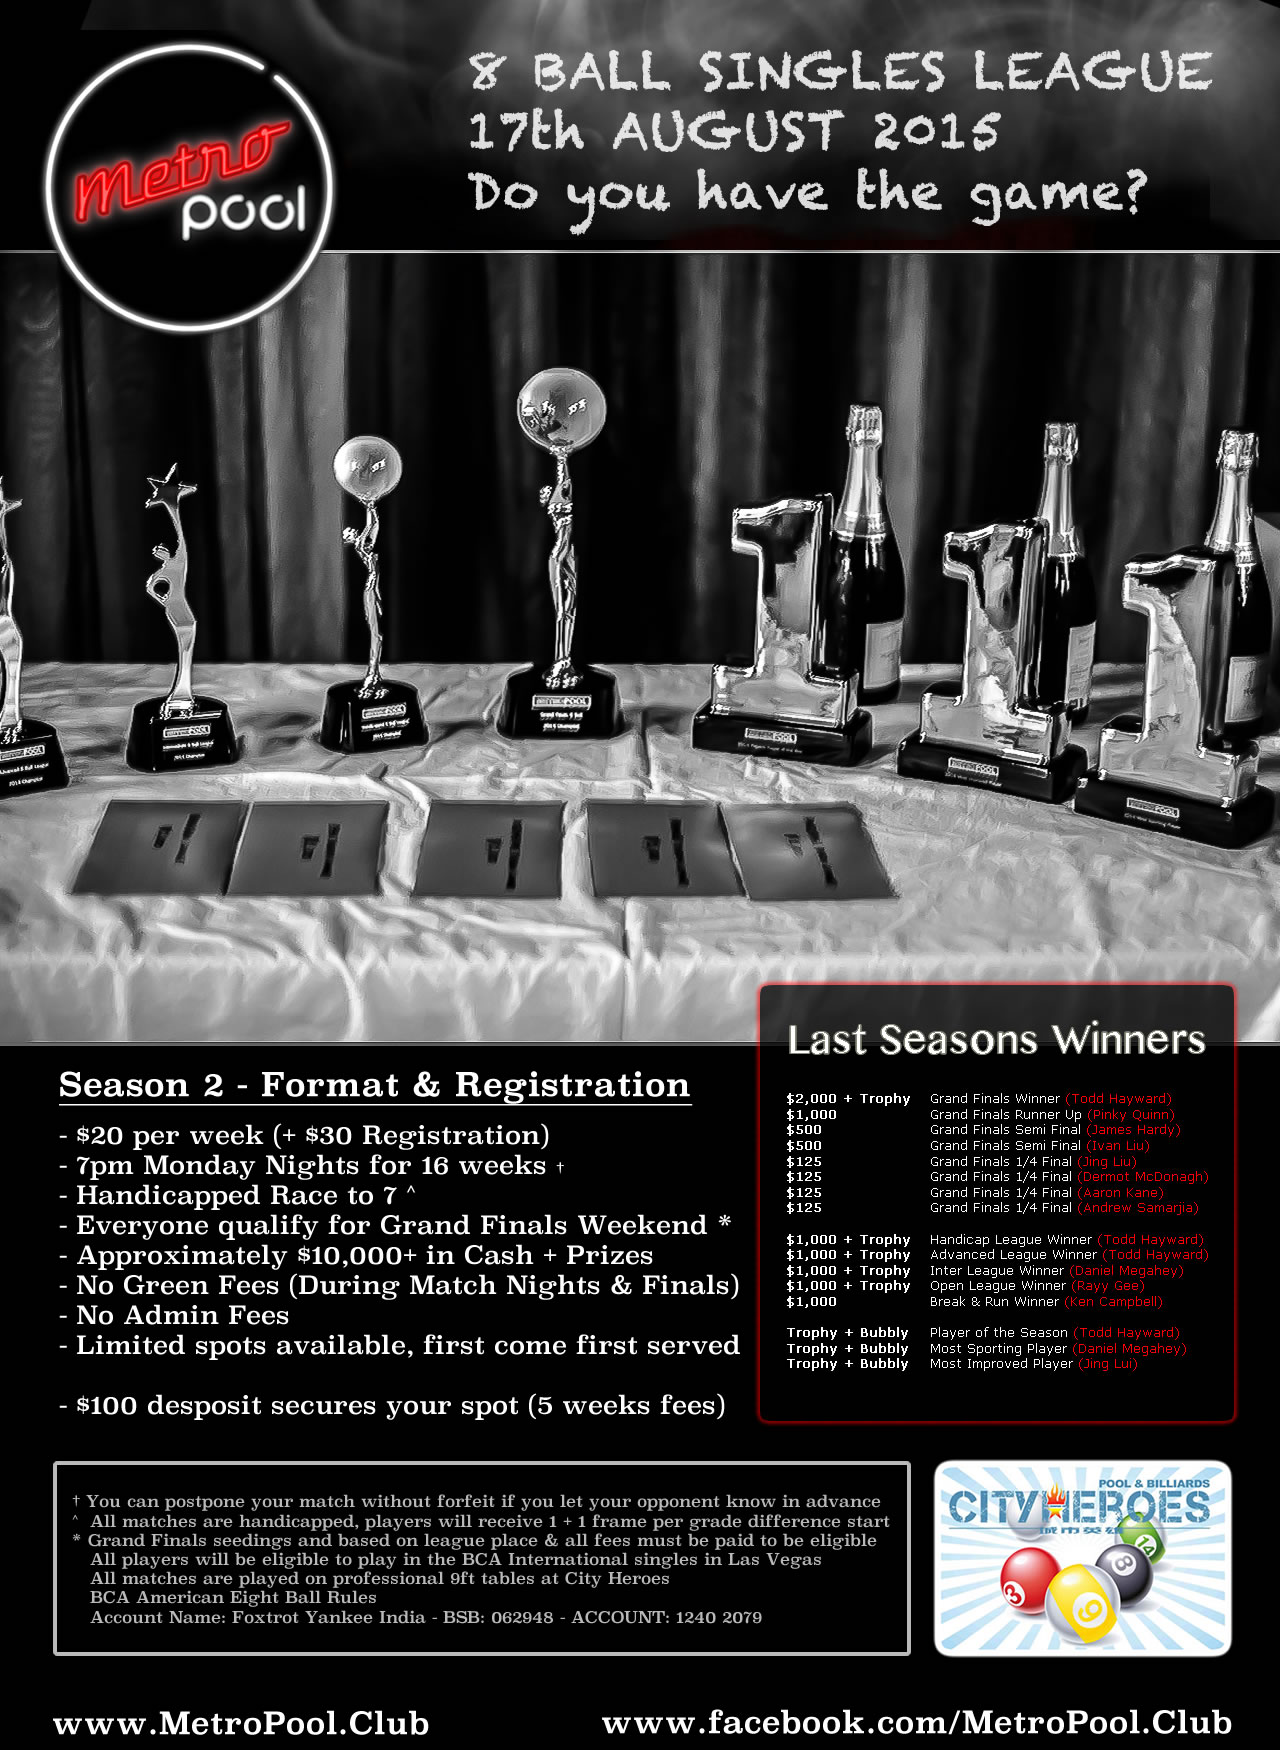 8 BALL SINGLES LEAGUE
17th AUGUST 2015
Do you have the game?
metro
pool
Last Seasons Winners
$2,000 + Trophy Grand Finals Winner (Todd Hayward)
$1,000 Grand Finals Runner Up (Pinky Quinn)
$500 Grand Finals Semi Final (James Hardy)
$500 Grand Finals Semi Final (Ivan Liu)
$125 Grand Finals 1/4 Final (Jing Liu)
$125 Grand Finals 1/4 Final (Dermot McDonagh)
$125 Grand Finals 1/4 Final (Aaron Kane)
$125 Grand Finals 1/4 Final (Andrew Samarjia)
$1,000 + Trophy Handicap League Winner (Todd Hayward)
$1,000 + Trophy Advanced League Winner (Todd Hayward)
$1,000 + Trophy Inter League Winner (Daniel Megahey)
$1,000 + Trophy Open League Winner (Rayy Gee)
$1,000 Break & Run Winner (Ken Campbell)
Trophy + Bubbly Player of the Season (Todd Hayward)
Trophy + Bubbly Most Sporting Player (Daniel Megahey)
Trophy + Bubbly Most Improved Player (Jing Lui)
Season 2 - Format & Registration
- $20 per week (+ $30 Registration)
- 7pm Monday Nights for 16 weeks †
- Handicapped Race to 7 ^
- Everyone qualify for Grand Finals Weekend *
- Approximately $10,000+ in Cash + Prizes
- No Green Fees (During Match Nights & Finals)
- No Admin Fees
- Limited spots available, first come first served
- $100 desposit secures your spot (5 weeks fees)
† You can postpone your match without forfeit if you let your opponent know in advance
^ All matches are handicapped, players will receive 1 + 1 frame per grade difference start
* Grand Finals seedings and based on league place & all fees must be paid to be eligible
All players will be eligible to play in the BCA International singles in Las Vegas
All matches are played on professional 9ft tables at City Heroes
BCA American Eight Ball Rules
Account Name: Foxtrot Yankee India - BSB: 062948 - ACCOUNT: 1240 2079
POOL & BILLIARDS
CITY HEROES
城市英雄
3
14
8
9
www.MetroPool.Club
www.facebook.com/MetroPool.Club